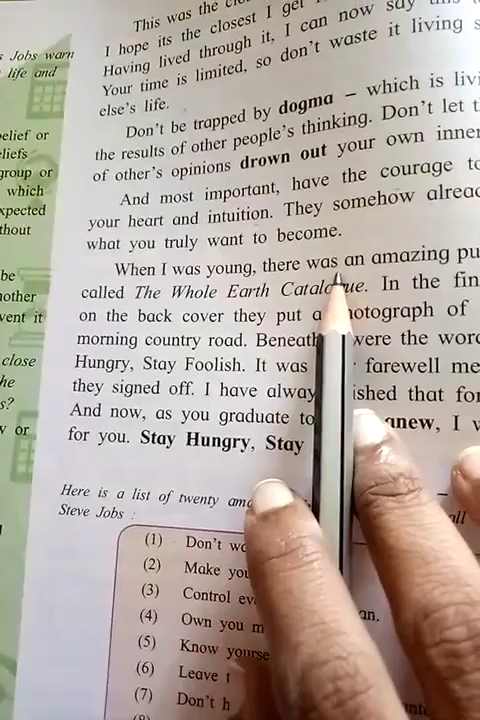 s Jobs warn
life and
elief or
liefs
group or
which
xpected
thout
be
nother
vent it
close
he
s?
w or
This was the
I hope its the closest I get
Having lived through it, I can now say
Your time is limited, so don't waste it living s
else's life.
Don't be trapped by dogma – which is livi
the results of other people's thinking. Don't let t
of other's opinions drown out your own inner
And most important, have the courage to
your heart and intuition. They somehow alread
what you truly want to become.
When I was young, there was an amazing pu
called The Whole Earth Catalogue. In the fin
on the back cover they put a photograph of
morning country road. Beneath were the word
Hungry, Stay Foolish. It was farewell me
they signed off. I have alway ished that for
And now, as you graduate to anew, I w
for you. Stay Hungry, Stay
Here is a list of twenty
Steve Jobs :
all
(1) Don't
(2) Make you
(3) Control
(4) Own you m
an.
(5) Know yourse
(6) Leave t
(7) Don't h